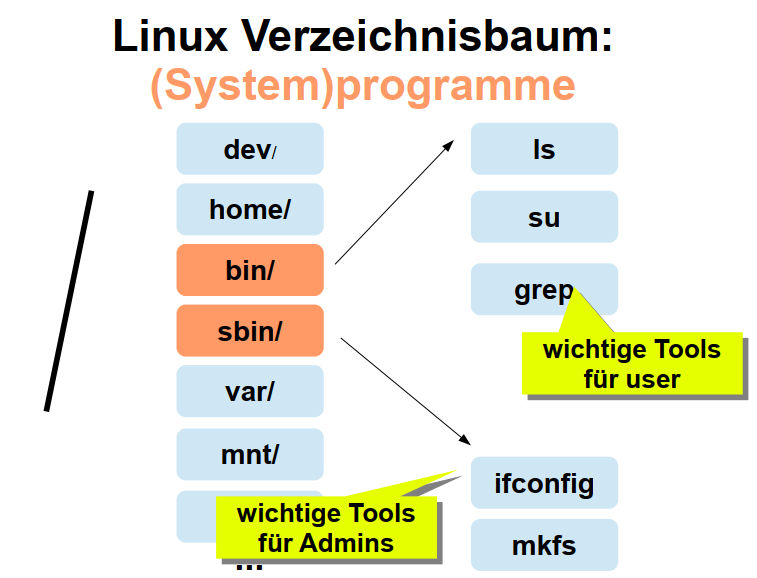 Linux Verzeichnisbaum:
(System)programme
/
dev/
home/
bin/
sbin/
var/
mnt/
...
ls
su
grep
wichtige Tools
für user
ifconfig
mkfs
wichtige Tools
für Admins